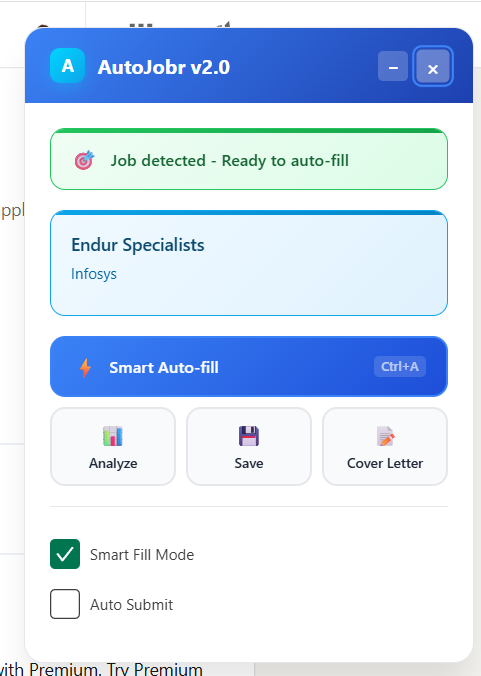 A AutoJobr v2.0
Job detected - Ready to auto-fill
Endur Specialists
Infosys
Smart Auto-fill Ctrl+A
Analyze Save Cover Letter
Smart Fill Mode
Auto Submit
with Premium. Try Premium